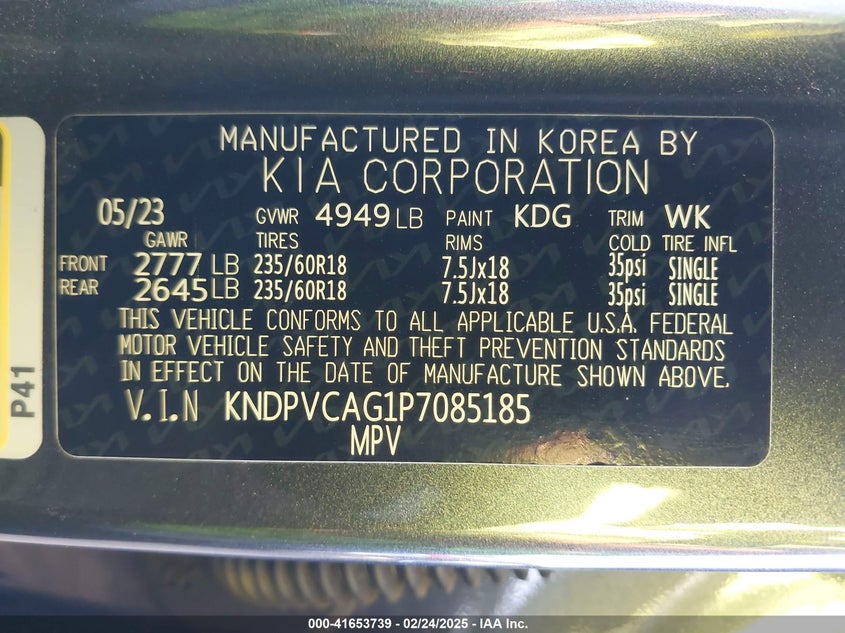 MANUFACTURED IN KOREA BY
KIA CORPORATION
05/23 GVWR 4949 LB PAINT KDG TRIM WK
GAWR TIRES RIMS COLD TIRE INFL
FRONT 2777 LB 235/60R18 7.5Jx18 35psi SINGLE
REAR 2645 LB 235/60R18 7.5Jx18 35psi SINGLE
THIS VEHICLE CONFORMS TO ALL APPLICABLE U.S.A. FEDERAL
MOTOR VEHICLE SAFETY AND THEFT PREVENTION STANDARDS
IN EFFECT ON THE DATE OF MANUFACTURE SHOWN ABOVE.
V.I.N KNDPVCAG1P7085185
MPV
P41
000-41653739 - 02/24/2025 - IAA Inc.